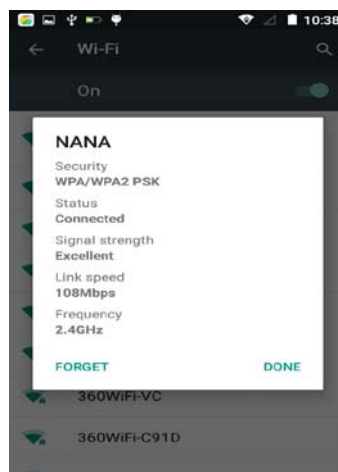 10:38
Wi-Fi
On
NANA
Security
WPA/WPA2 PSK
Status
Connected
Signal strength
Excellent
Link speed
108Mbps
Frequency
2.4GHz
FORGET DONE
360WiFi-VC
360WiFi-C91D